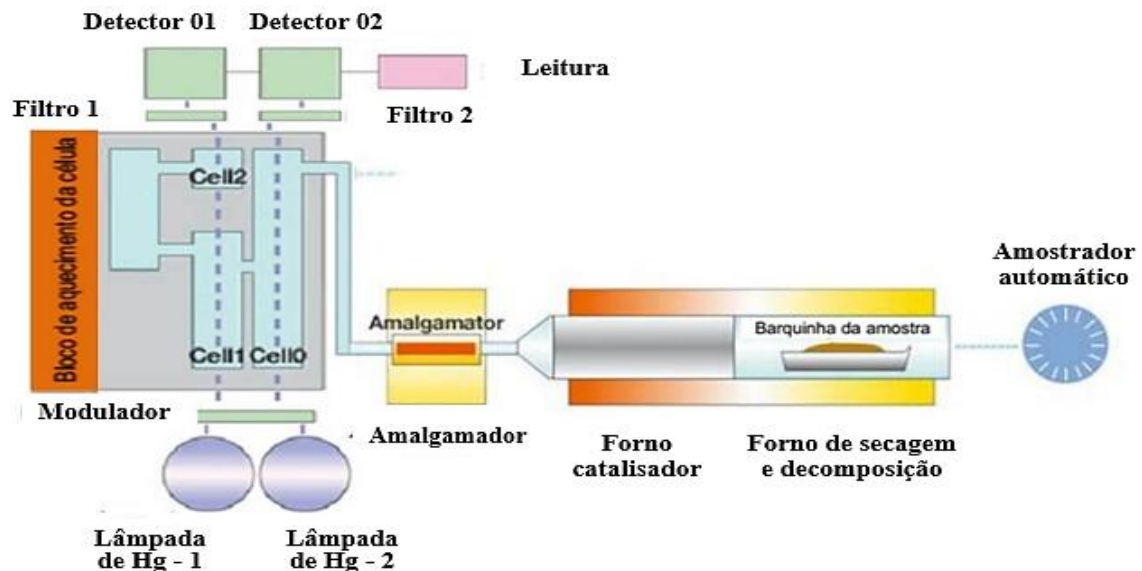 Detector 01
Detector 02
Leitura
Filtro 1
Filtro 2
Bloco de aquecimento da célula
Cell2
Cell1
Cell0
Amostrador
automático
Amalgamator
Barquinha da amostra
Modulador
Amalgamador
Forno
catalisador
Forno de secagem
e decomposição
Lâmpada
de Hg - 1
Lâmpada
de Hg - 2